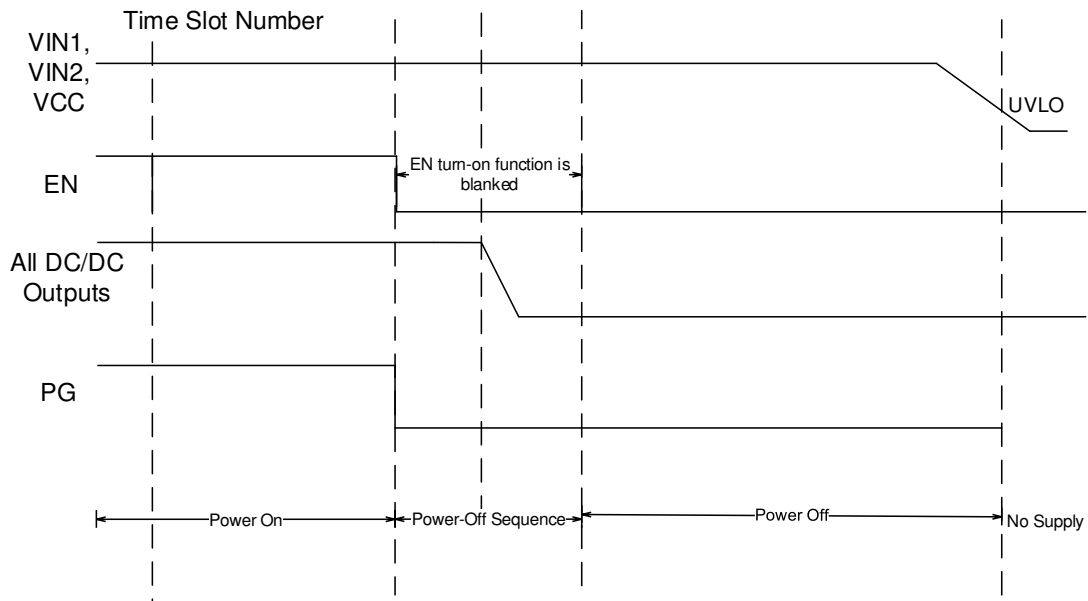 Time Slot Number
VIN1,
VIN2,
VCC
UVLO
EN turn-on function is
blanked
EN
All DC/DC
Outputs
PG
Power On
Power-Off Sequence
Power Off
No Supply